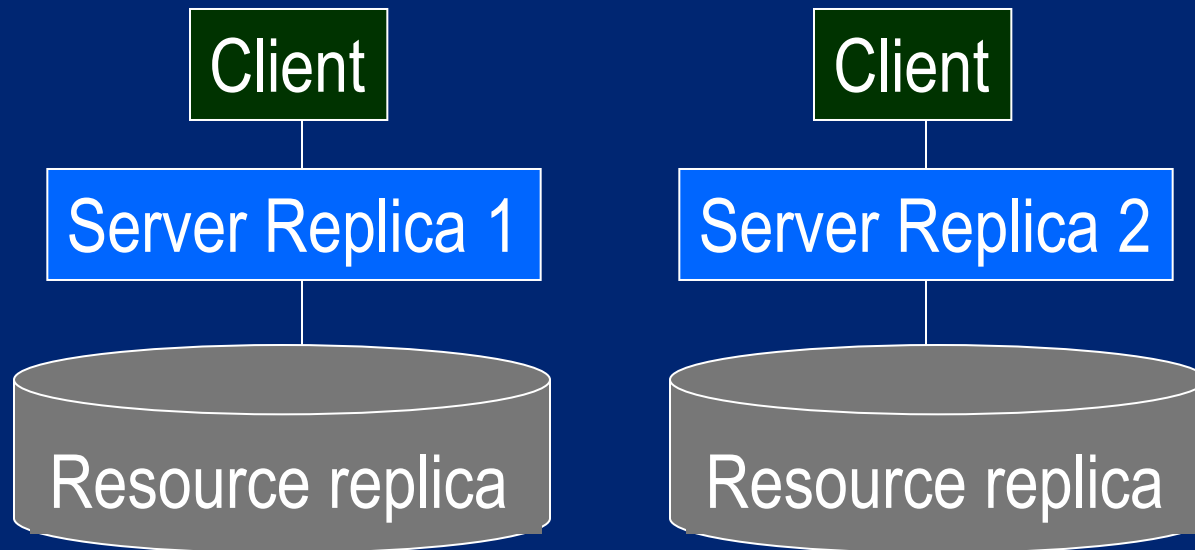 Client
Client
Server Replica 1
Server Replica 2
Resource replica
Resource replica